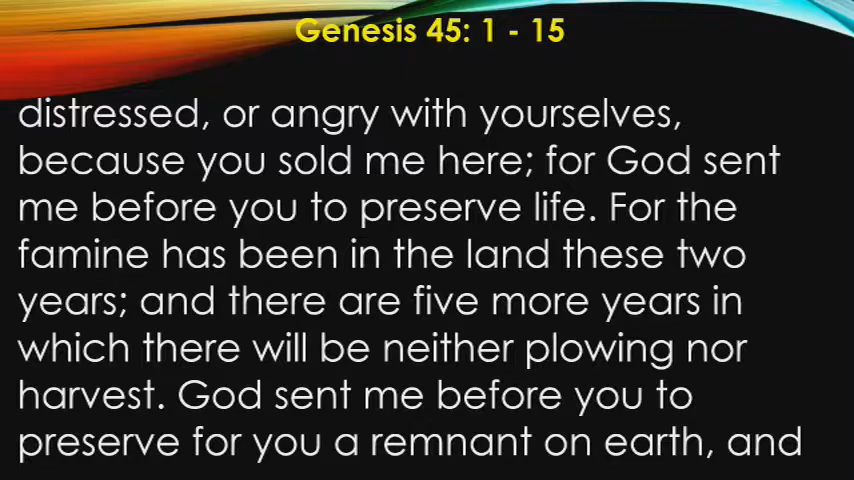 Genesis 45: 1 - 15
distressed, or angry with yourselves,
because you sold me here; for God sent
me before you to preserve life. For the
famine has been in the land these two
years; and there are five more years in
which there will be neither plowing nor
harvest. God sent me before you to
preserve for you a remnant on earth, and